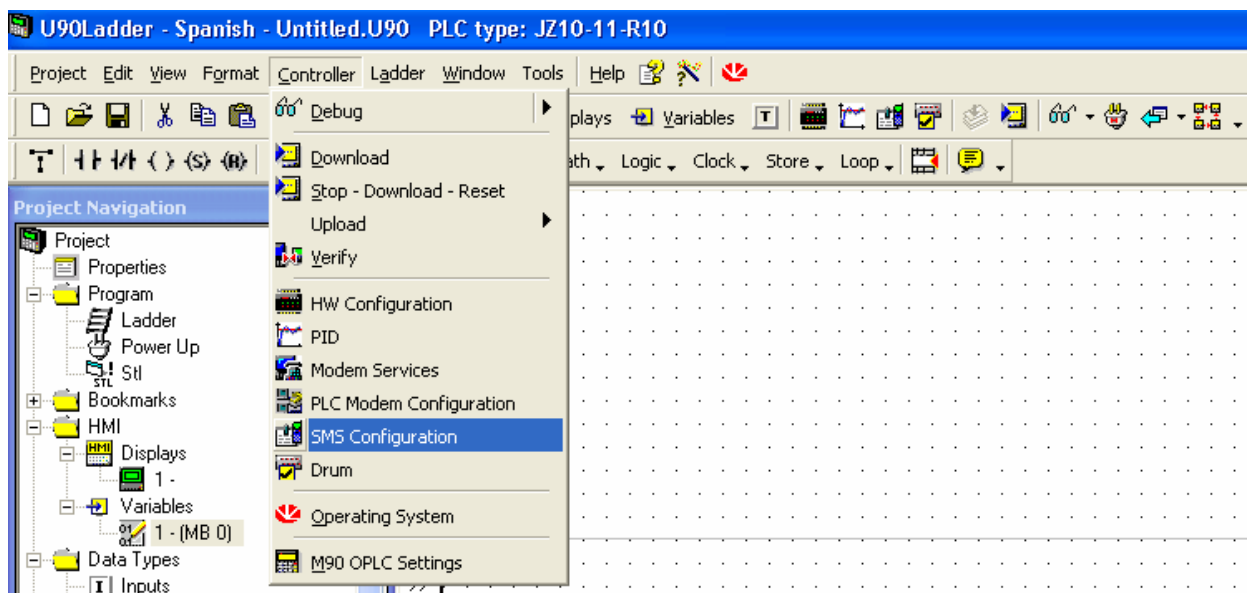 U90Ladder - Spanish - Untitled.U90 PLC type: JZ10-11-R10
Project Edit View Format Controller Ladder Window Tools Help
plays Variables T
T (S) (R) ath Logic Clock Store Loop
Debug
Download
Stop - Download - Reset
Upload
Verify
HW Configuration
PID
Modem Services
PLC Modem Configuration
SMS Configuration
Drum
Operating System
M90 OPLC Settings
Project Navigation
Project
Properties
Program
Ladder
Power Up
STL Stl
Bookmarks
HMI
HMI Displays
1 -
Variables
1 - (MB 0)
Data Types
I Inputs